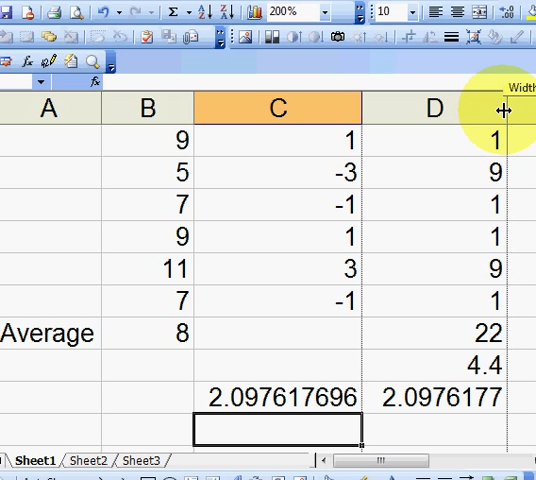 Σ 200% 10
fx
fx Width
A B C D
9 1 1
5 -3 9
7 -1 1
9 1 1
11 3 9
7 -1 1
Average 8 22
4.4
2.097617696 2.0976177
Sheet1 Sheet2 Sheet3